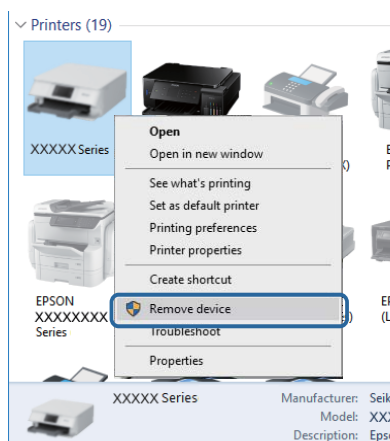 Printers (19)
XXXXX Series
Open
Open in new window
See what's printing
Set as default printer
Printing preferences
Printer properties
Create shortcut
Remove device
Troubleshoot
Properties
EPSON
XXXXXXXX
Series
XXXXX Series
Manufacturer:
Model:
Description: